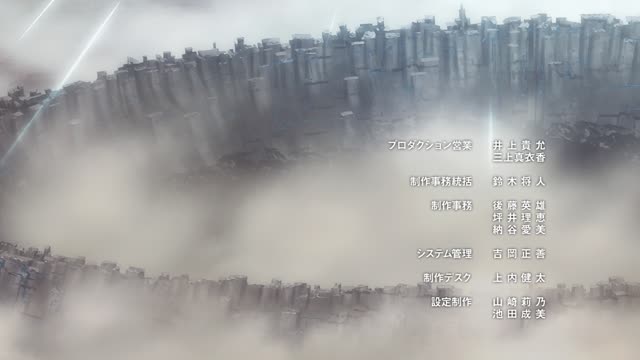 プロダクション営業 井上貴允
三上真衣香
制作事務統括 鈴木将人
制作事務 後藤英雄
坪井理恵
納谷愛美
システム管理 吉岡正善
制作デスク 上内健太
設定制作 山崎莉乃
池田成美